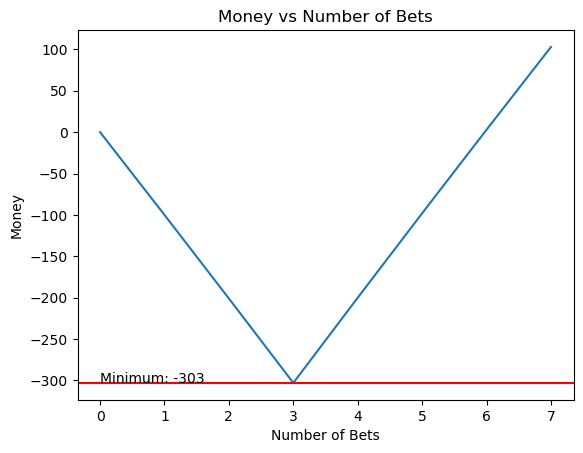 Money vs Number of Bets
100
50
0
−50
−100
−150
−200
−250
−300
Money
Minimum: -303
0 1 2 3 4 5 6 7
Number of Bets